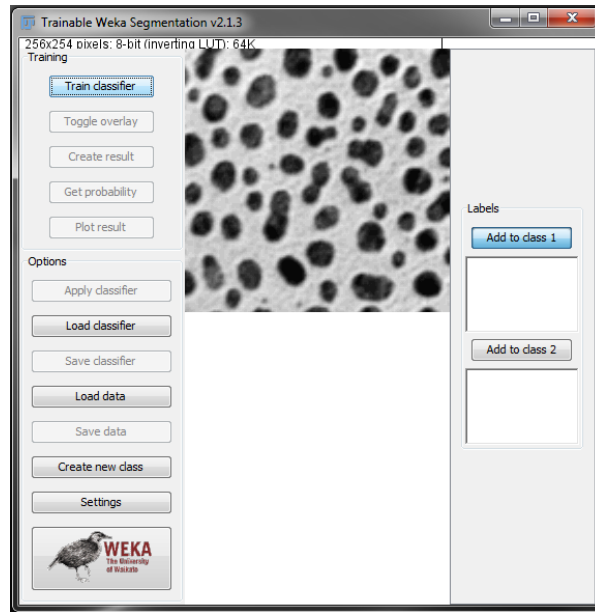 Trainable Weka Segmentation v2.1.3
256x254 pixels; 8-bit (inverting LUT); 64K
Training
Train classifier
Toggle overlay
Create result
Get probability
Plot result
Options
Apply classifier
Load classifier
Save classifier
Load data
Save data
Create new class
Settings
WEKA
The University
of Waikato
Labels
Add to class 1
Add to class 2